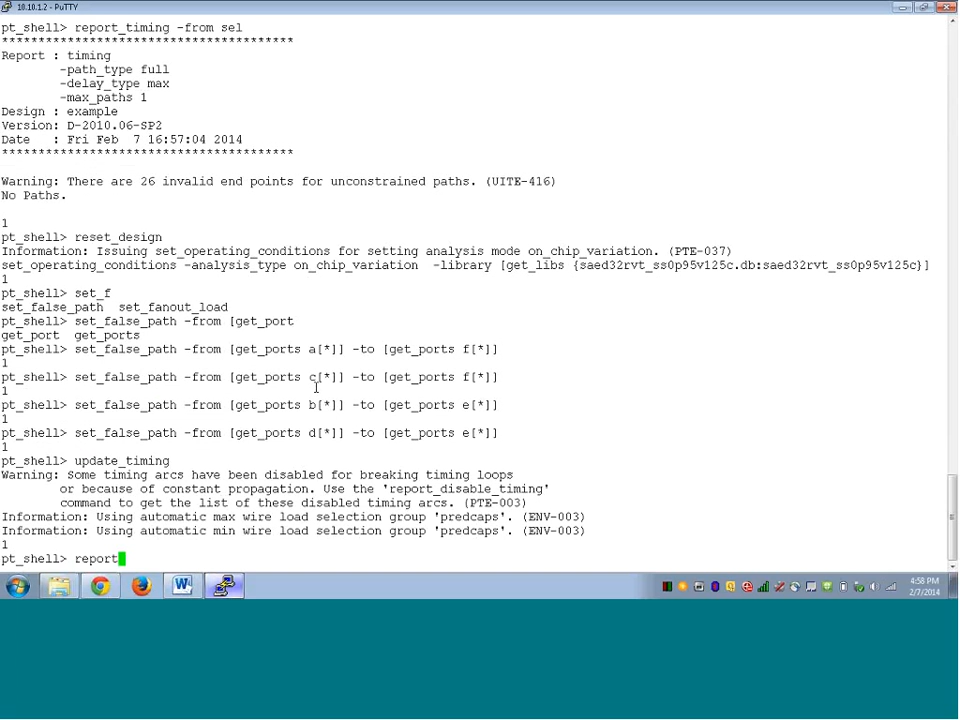 10.10.1.2 - PuTTY
pt_shell> report_timing -from sel
****************************************
Report : timing
-path_type full
-delay_type max
-max_paths 1
Design : example
Version: D-2010.06-SP2
Date : Fri Feb 7 16:57:04 2014
****************************************
Warning: There are 26 invalid end points for unconstrained paths. (UITE-416)
No Paths.
1
pt_shell> reset_design
Information: Issuing set_operating_conditions for setting analysis mode on_chip_variation. (PTE-037)
set_operating_conditions -analysis_type on_chip_variation -library [get_libs {saed32rvt_ss0p95v125c.db:saed32rvt_ss0p95v125c}]
1
pt_shell> set_f
set_false_path set_fanout_load
pt_shell> set_false_path -from [get_port
get_port get_ports
pt_shell> set_false_path -from [get_ports a[*]] -to [get_ports f[*]]
1
pt_shell> set_false_path -from [get_ports c[*]] -to [get_ports f[*]]
1
pt_shell> set_false_path -from [get_ports b[*]] -to [get_ports e[*]]
1
pt_shell> set_false_path -from [get_ports d[*]] -to [get_ports e[*]]
1
pt_shell> update_timing
Warning: Some timing arcs have been disabled for breaking timing loops
or because of constant propagation. Use the 'report_disable_timing'
command to get the list of these disabled timing arcs. (PTE-003)
Information: Using automatic max wire load selection group 'predcaps'. (ENV-003)
Information: Using automatic min wire load selection group 'predcaps'. (ENV-003)
1
pt_shell> report
4:58 PM
2/7/2014